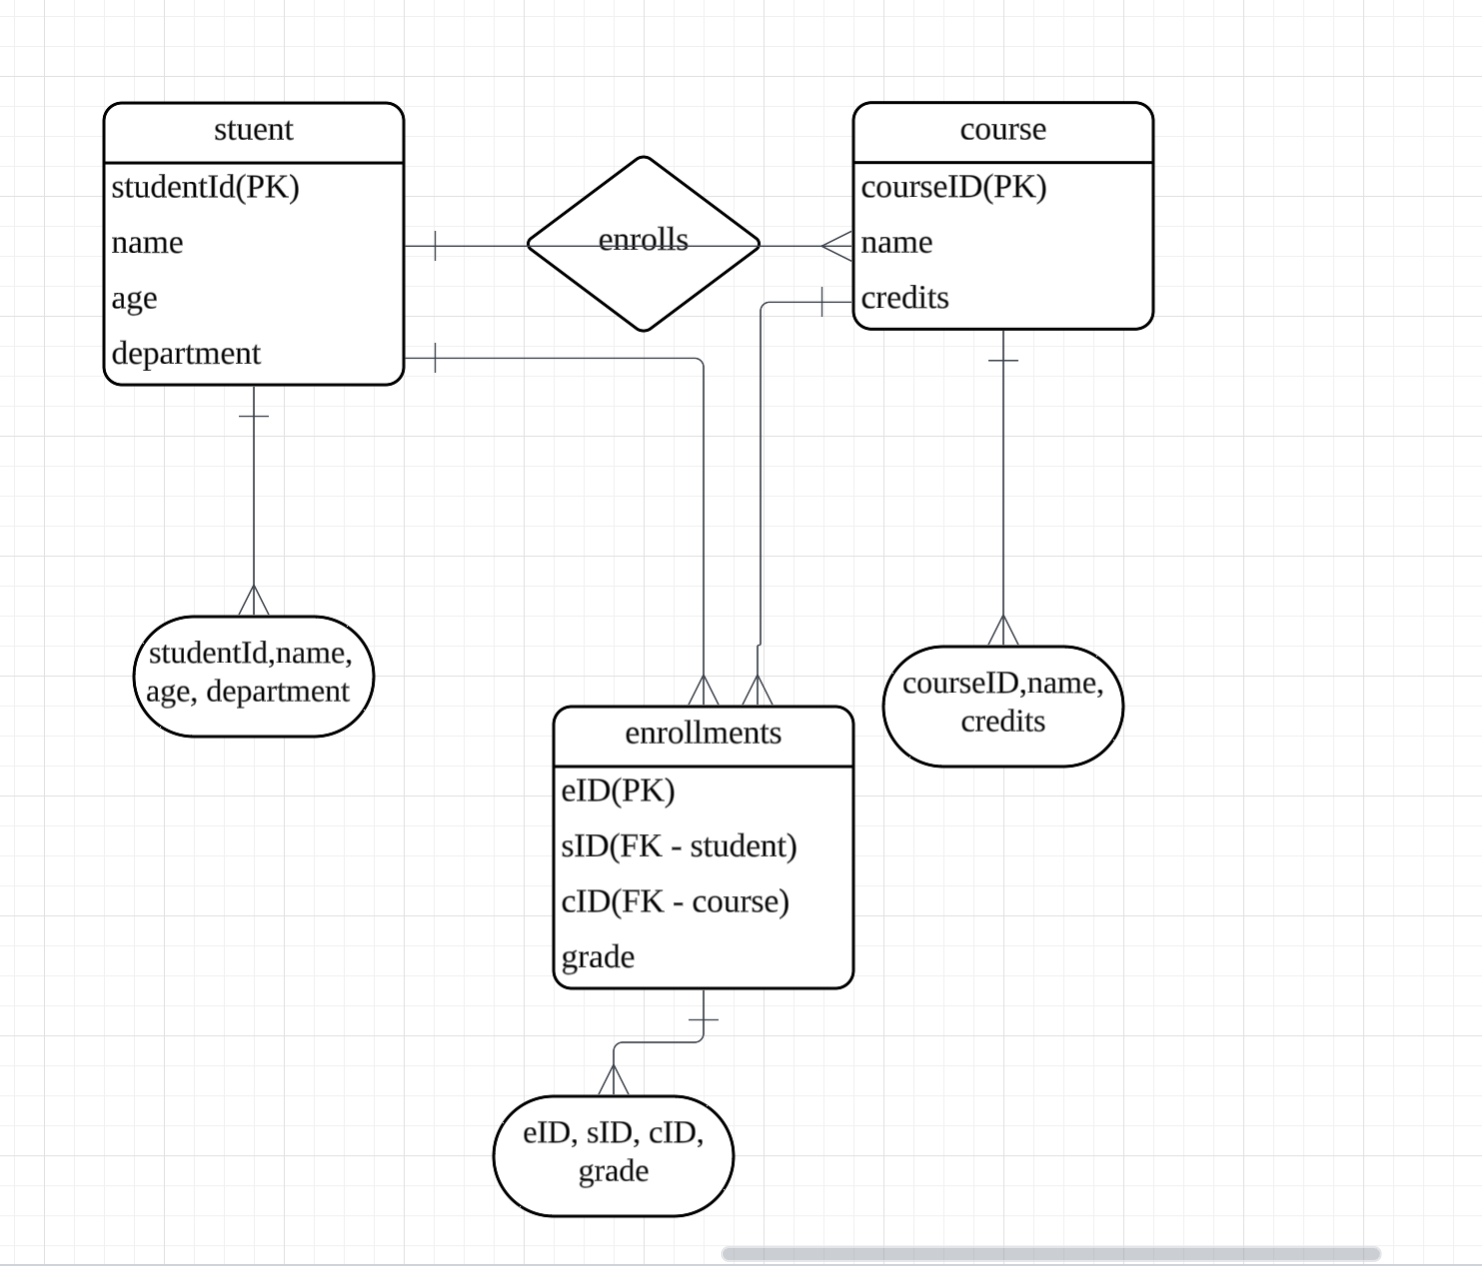 stuent
studentId(PK)
name
age
department
enrolls
course
courseID(PK)
name
credits
studentId,name,
age, department
courseID,name,
credits
enrollments
eID(PK)
sID(FK - student)
cID(FK - course)
grade
eID, sID, cID,
grade